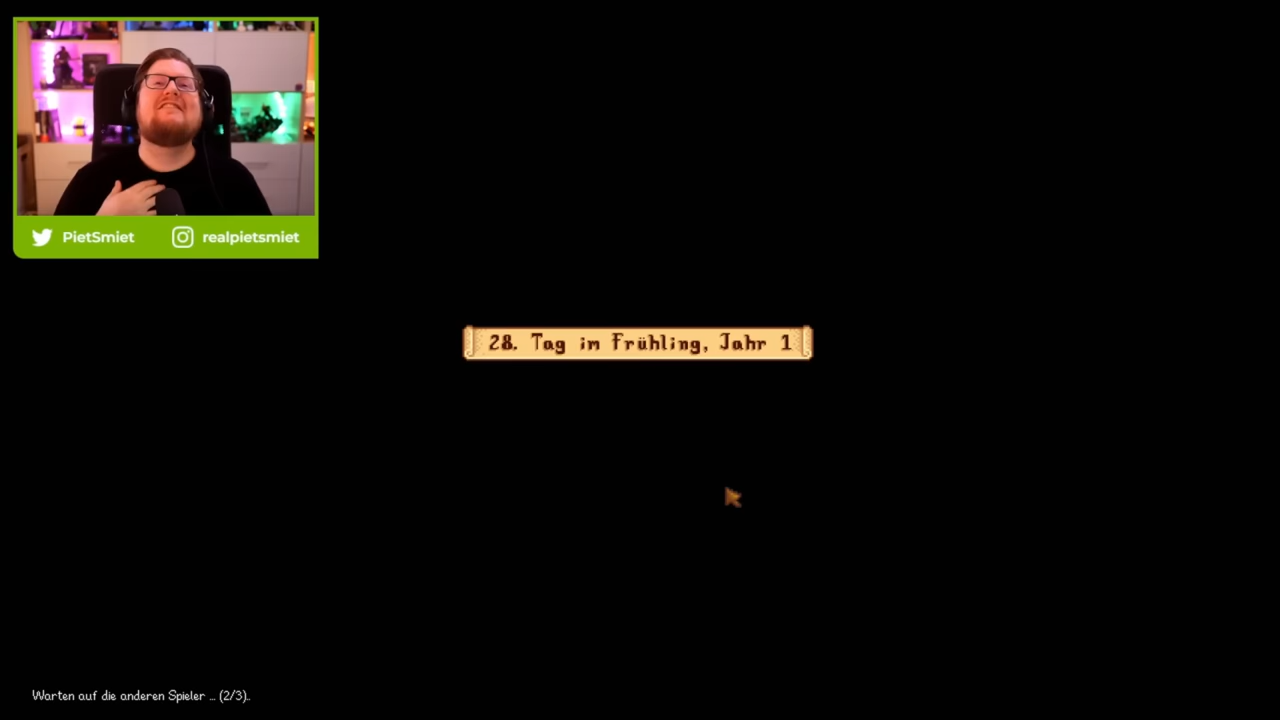 PietSmiet realpietsmiet
28. Tag im Frühling, Jahr 1
Warten auf die anderen Spieler ... (2/3)..